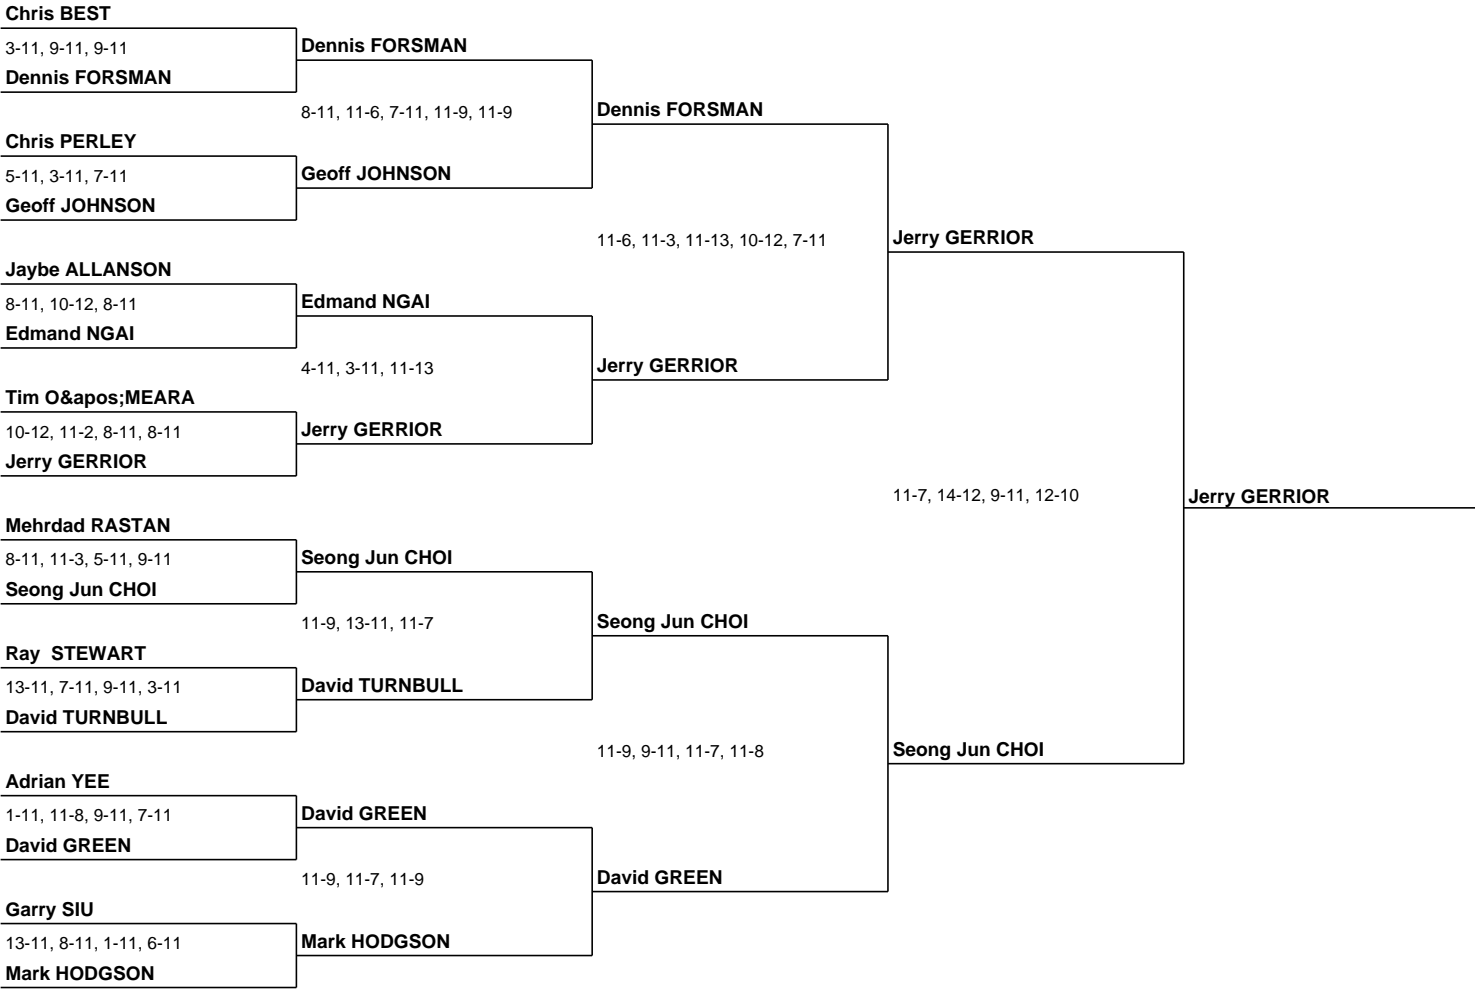 Chris BEST
3-11, 9-11, 9-11
Dennis FORSMAN
Chris PERLEY
5-11, 3-11, 7-11
Geoff JOHNSON
Jaybe ALLANSON
8-11, 10-12, 8-11
Edmand NGAI
Tim O&apos;MEARA
10-12, 11-2, 8-11, 8-11
Jerry GERRIOR
Mehrdad RASTAN
8-11, 11-3, 5-11, 9-11
Seong Jun CHOI
Ray  STEWART
13-11, 7-11, 9-11, 3-11
David TURNBULL
Adrian YEE
1-11, 11-8, 9-11, 7-11
David GREEN
Garry SIU
13-11, 8-11, 1-11, 6-11
Mark HODGSON
Dennis FORSMAN
8-11, 11-6, 7-11, 11-9, 11-9
Geoff JOHNSON
Edmand NGAI
4-11, 3-11, 11-13
Jerry GERRIOR
Seong Jun CHOI
11-9, 13-11, 11-7
David TURNBULL
David GREEN
11-9, 11-7, 11-9
Mark HODGSON
Dennis FORSMAN
11-6, 11-3, 11-13, 10-12, 7-11
Jerry GERRIOR
Seong Jun CHOI
11-9, 9-11, 11-7, 11-8
David GREEN
Jerry GERRIOR
11-7, 14-12, 9-11, 12-10
Seong Jun CHOI
Jerry GERRIOR